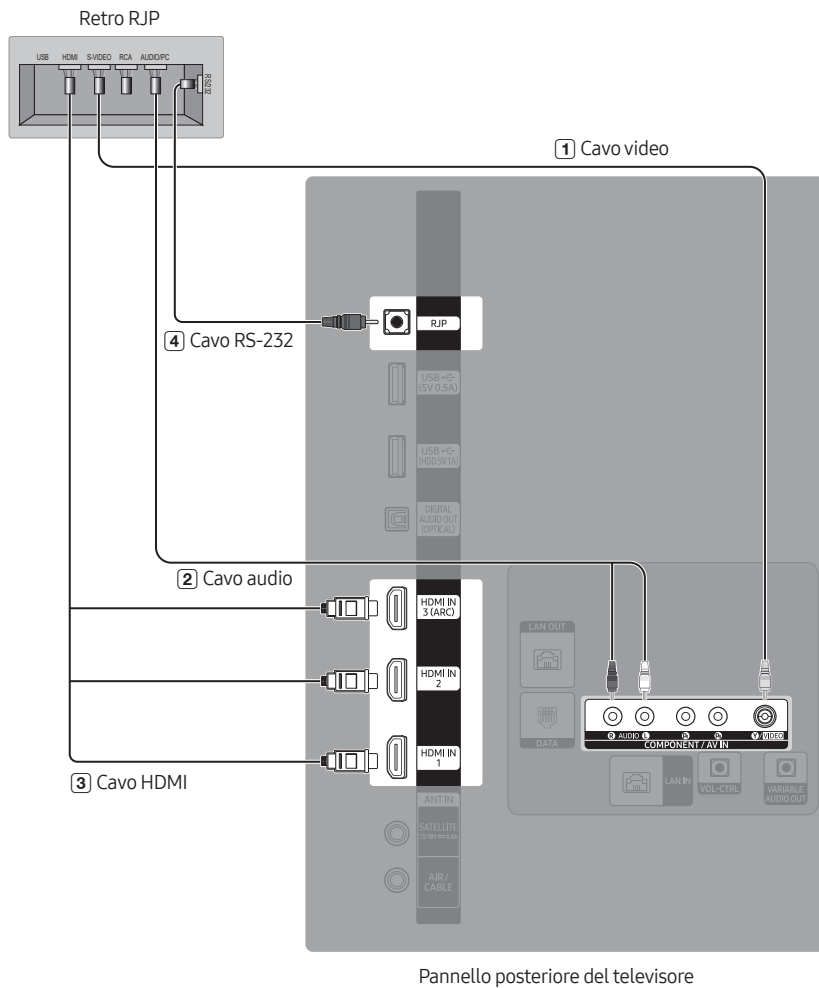 Retro RJP
USB HDMI S-VIDEO RCA AUDIO/PC
RS232
1 Cavo video
RJP
4 Cavo RS-232
USB
(5V 0.5A)
USB
(HDD 5V 1A)
DIGITAL
AUDIO OUT
(OPTICAL)
2 Cavo audio
HDMI IN
3 (ARC)
LAN OUT
HDMI IN
2
DATA
R AUDIO L PB PR Y/VIDEO
COMPONENT / AV IN
HDMI IN
1
3 Cavo HDMI
LAN IN
VOL-CTRL
VARIABLE
AUDIO OUT
ANT IN
SATELLITE
AIR /
CABLE
Pannello posteriore del televisore